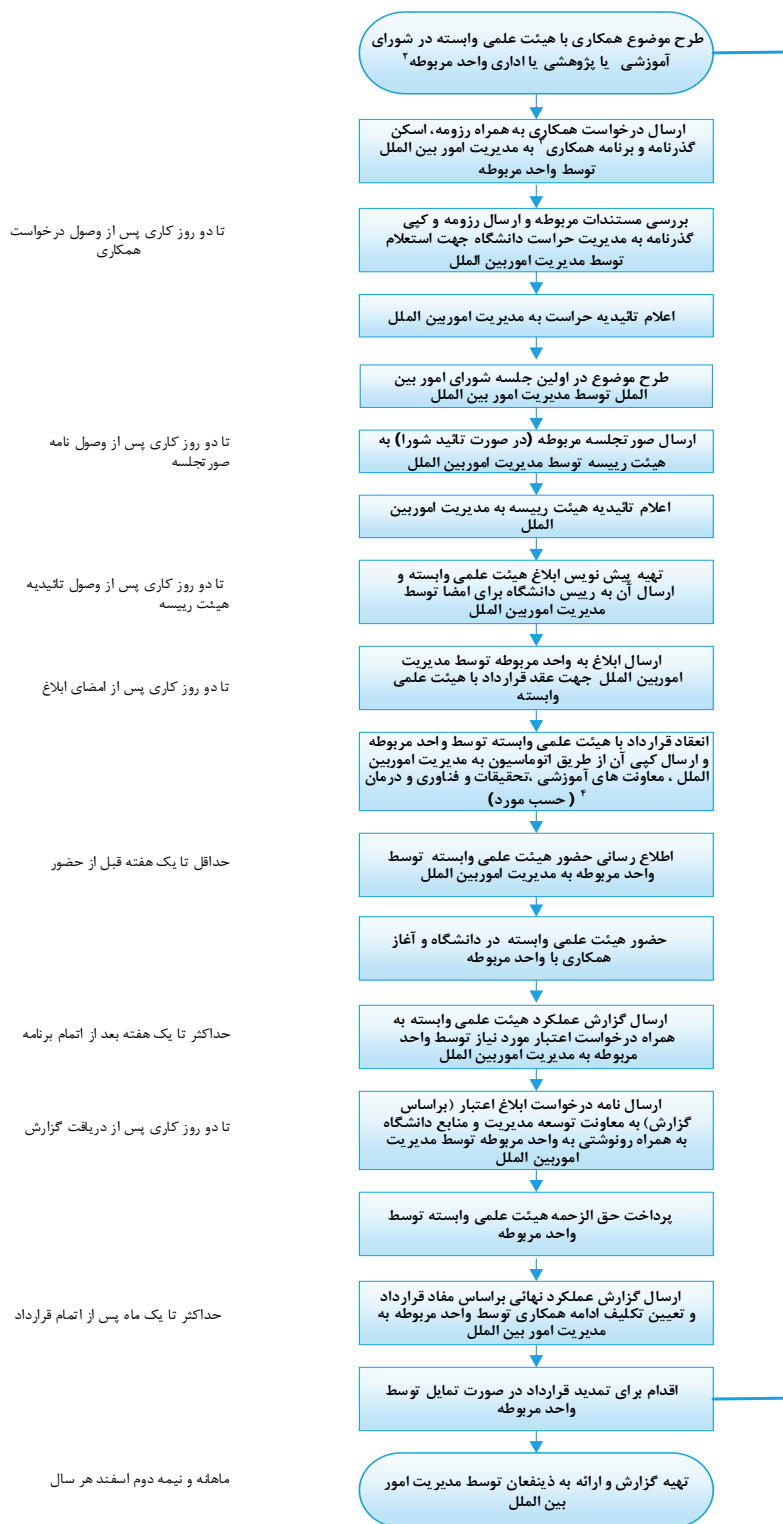 طرح موضوع همکاری با هیئت علمی وابسته در شورای
آموزشی یا پژوهشی یا اداری واحد مربوطه۲
ارسال درخواست همکاری به همراه رزومه، اسکن
گذرنامه و برنامه همکاری۳ به مدیریت امور بین الملل
توسط واحد مربوطه
بررسی مستندات مربوطه و ارسال رزومه و کپی
گذرنامه به مدیریت حراست دانشگاه جهت استعلام
توسط مدیریت اموربین الملل
تا دو روز کاری پس از وصول درخواست
همکاری
اعلام تائیدیه حراست به مدیریت اموربین الملل
طرح موضوع در اولین جلسه شورای امور بین
الملل توسط مدیریت امور بین الملل
ارسال صورتجلسه مربوطه (در صورت تائید شورا) به
هیئت رییسه توسط مدیریت اموربین الملل
تا دو روز کاری پس از وصول نامه
صورتجلسه
اعلام تائیدیه هیئت رییسه به مدیریت اموربین
الملل
تهیه پیش نویس ابلاغ هیئت علمی وابسته و
ارسال آن به رییس دانشگاه برای امضا توسط
مدیریت اموربین الملل
تا دو روز کاری پس از وصول تائیدیه
هیئت رییسه
ارسال ابلاغ به واحد مربوطه توسط مدیریت
اموربین الملل جهت عقد قرارداد با هیئت علمی
وابسته
تا دو روز کاری پس از امضای ابلاغ
انعقاد قرارداد با هیئت علمی وابسته توسط واحد مربوطه
و ارسال کپی آن از طریق اتوماسیون به مدیریت اموربین
الملل ، معاونت های آموزشی ،تحقیقات و فناوری و درمان
(حسب مورد) ۴
اطلاع رسانی حضور هیئت علمی وابسته توسط
واحد مربوطه به مدیریت اموربین الملل
حداقل تا یک هفته قبل از حضور
حضور هیئت علمی وابسته در دانشگاه و آغاز
همکاری با واحد مربوطه
ارسال گزارش عملکرد هیئت علمی وابسته به
همراه درخواست اعتبار مورد نیاز توسط واحد
مربوطه به مدیریت اموربین الملل
حداکثر تا یک هفته بعد از اتمام برنامه
ارسال نامه درخواست ابلاغ اعتبار (براساس
گزارش) به معاونت توسعه مدیریت و منابع دانشگاه
به همراه رونوشتی به واحد مربوطه توسط مدیریت
اموربین الملل
تا دو روز کاری پس از دریافت گزارش
پرداخت حق الزحمه هیئت علمی وابسته توسط
واحد مربوطه
ارسال گزارش عملکرد نهائی براساس مفاد قرارداد
و تعیین تکلیف ادامه همکاری توسط واحد مربوطه به
مدیریت امور بین الملل
حداکثر تا یک ماه پس از اتمام قرارداد
اقدام برای تمدید قرارداد در صورت تمایل توسط
واحد مربوطه
تهیه گزارش و ارائه به ذینفعان توسط مدیریت امور
بین الملل
ماهانه و نیمه دوم اسفند هر سال